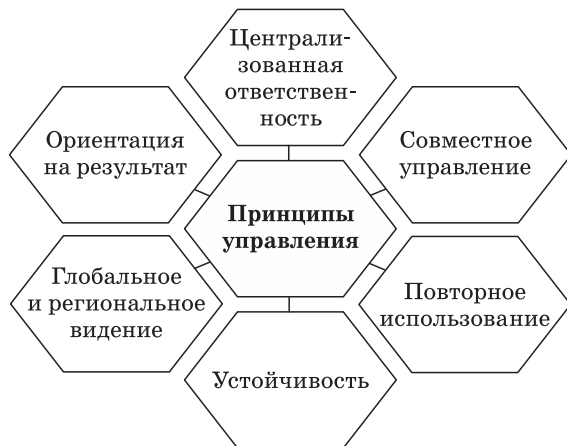 Централи-
зованная
ответствен-
ность
Ориентация
на результат
Совместное
управление
Принципы
управления
Глобальное
и региональное
видение
Повторное
использование
Устойчивость